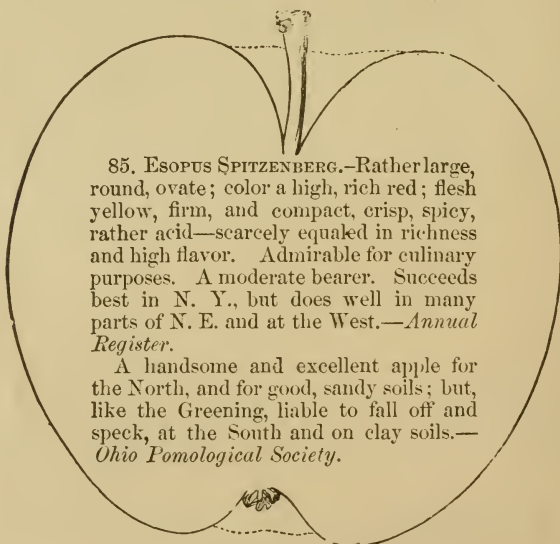 85. ESOPUS SPITZENBERG.–Rather large,
round, ovate; color a high, rich red; flesh
yellow, firm, and compact, crisp, spicy,
rather acid—scarcely equaled in richness
and high flavor. Admirable for culinary
purposes. A moderate bearer. Succeeds
best in N. Y., but does well in many
parts of N. E. and at the West.—Annual
Register.
A handsome and excellent apple for
the North, and for good, sandy soils; but,
like the Greening, liable to fall off and
speck, at the South and on clay soils.—
Ohio Pomological Society.